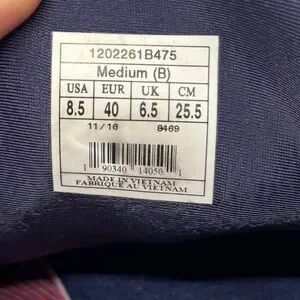 1202261B475
Medium (B)
USA EUR UK CM
8.5 40 6.5 25.5
11/16 8469
1 90340 14050 1
MADE IN VIETNAM
FABRIQUE AU VIETNAM